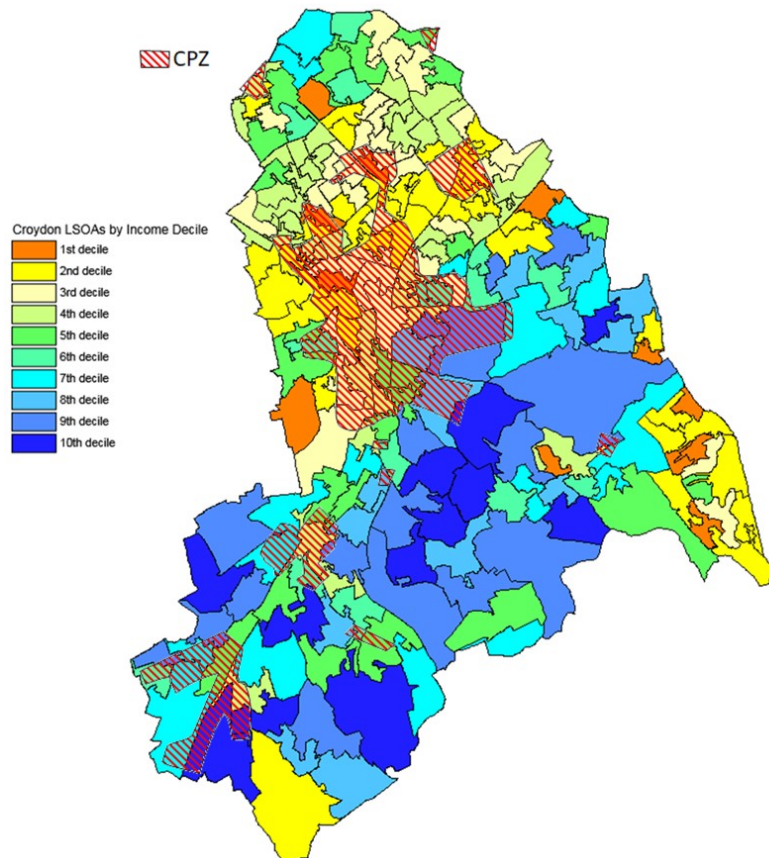 CPZ
Croydon LSOAs by Income Decile
1st decile
2nd decile
3rd decile
4th decile
5th decile
6th decile
7th decile
8th decile
9th decile
10th decile